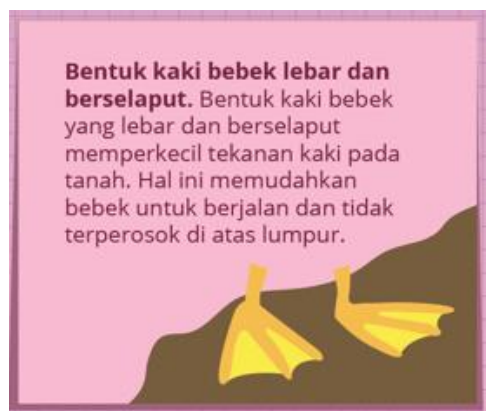 Bentuk kaki bebek lebar dan
berselaput. Bentuk kaki bebek
yang lebar dan berselaput
memperkecil tekanan kaki pada
tanah. Hal ini memudahkan
bebek untuk berjalan dan tidak
terperosok di atas lumpur.